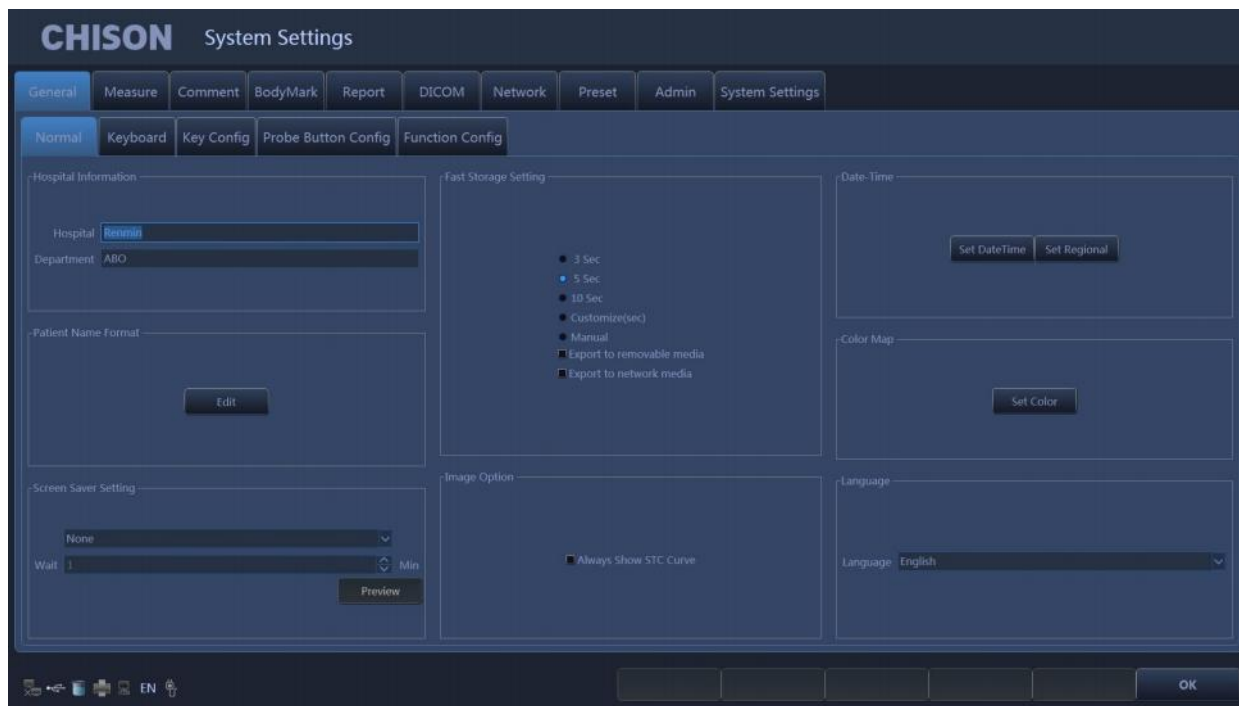 CHISON System Settings
General Measure Comment BodyMark Report DICOM Network Preset Admin System Settings
Normal Keyboard Key Config Probe Button Config Function Config
Hospital Information
Hospital Renmin
Department ABO
Patient Name Format
Edit
Screen Saver Setting
None
Wait 1 Min
Preview
Fast Storage Setting
3 Sec
5 Sec
10 Sec
Customize(sec)
Manual
Export to removable media
Export to network media
Image Option
Always Show STC Curve
Date-Time
Set DateTime Set Regional
Color Map
Set Color
Language
Language English
EN
OK